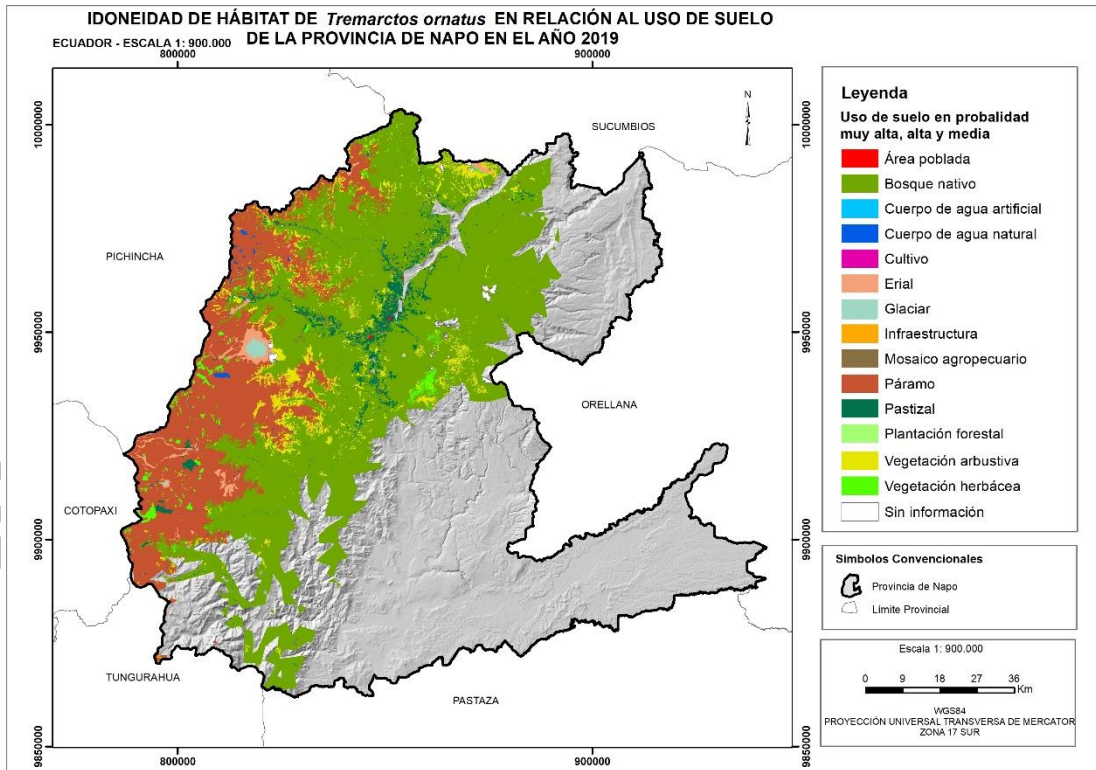 IDONEIDAD DE HÁBITAT DE Tremarctos ornatus EN RELACIÓN AL USO DE SUELO
DE LA PROVINCIA DE NAPO EN EL AÑO 2019
ECUADOR - ESCALA 1: 900.000
800000
900000
10000000
10000000
9950000
9950000
9900000
9900000
9850000
9850000
800000
900000
N
SUCUMBIOS
PICHINCHA
ORELLANA
COTOPAXI
TUNGURAHUA
PASTAZA
Leyenda
Uso de suelo en probalidad
muy alta, alta y media
Área poblada
Bosque nativo
Cuerpo de agua artificial
Cuerpo de agua natural
Cultivo
Erial
Glaciar
Infraestructura
Mosaico agropecuario
Páramo
Pastizal
Plantación forestal
Vegetación arbustiva
Vegetación herbácea
Sin información
Simbolos Convencionales
Provincia de Napo
Límite Provincial
Escala 1: 900.000
0 9 18 27 36
Km
WGS84
PROYECCIÓN UNIVERSAL TRANSVERSA DE MERCATOR
ZONA 17 SUR